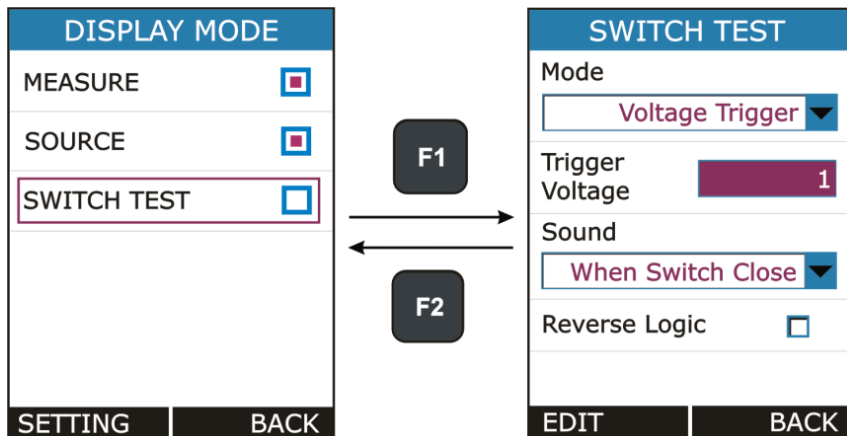 DISPLAY MODE
MEASURE
SOURCE
SWITCH TEST
SETTING BACK
F1
F2
SWITCH TEST
Mode
Voltage Trigger
Trigger
Voltage 1
Sound
When Switch Close
Reverse Logic
EDIT BACK